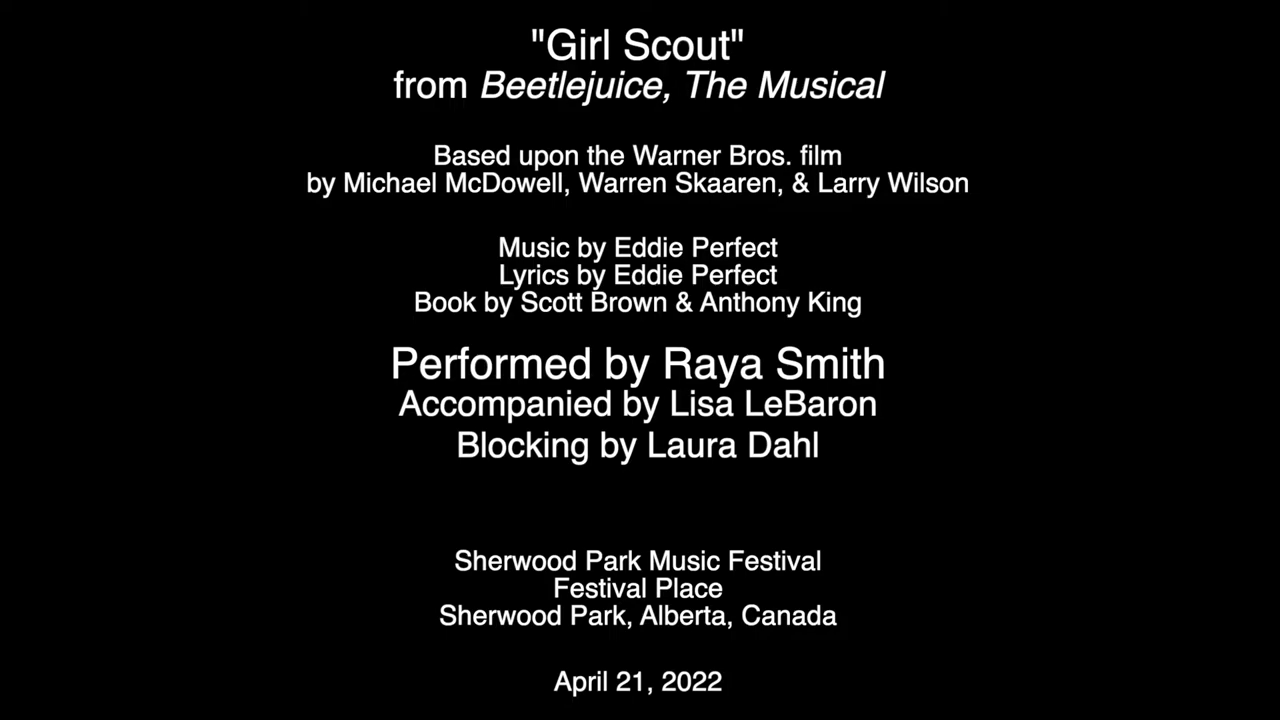 "Girl Scout"
from Beetlejuice, The Musical
Based upon the Warner Bros. film
by Michael McDowell, Warren Skaaren, & Larry Wilson
Music by Eddie Perfect
Lyrics by Eddie Perfect
Book by Scott Brown & Anthony King
Performed by Raya Smith
Accompanied by Lisa LeBaron
Blocking by Laura Dahl
Sherwood Park Music Festival
Festival Place
Sherwood Park, Alberta, Canada
April 21, 2022